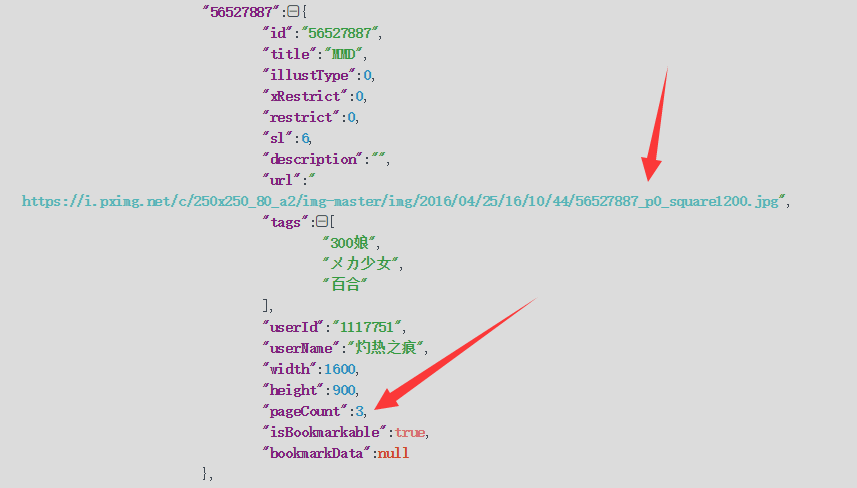 "56527887":{
"id":"56527887",
"title":"MMD",
"illustType":0,
"xRestrict":0,
"restrict":0,
"sl":6,
"description":"",
"url":"
https://i.pximg.net/c/250x250_80_a2/img-master/img/2016/04/25/16/10/44/56527887_p0_square1200.jpg",
"tags":[
"300娘",
"メカ少女",
"百合"
],
"userId":"1117751",
"userName":"灼热之痕",
"width":1600,
"height":900,
"pageCount":3,
"isBookmarkable":true,
"bookmarkData":null
},